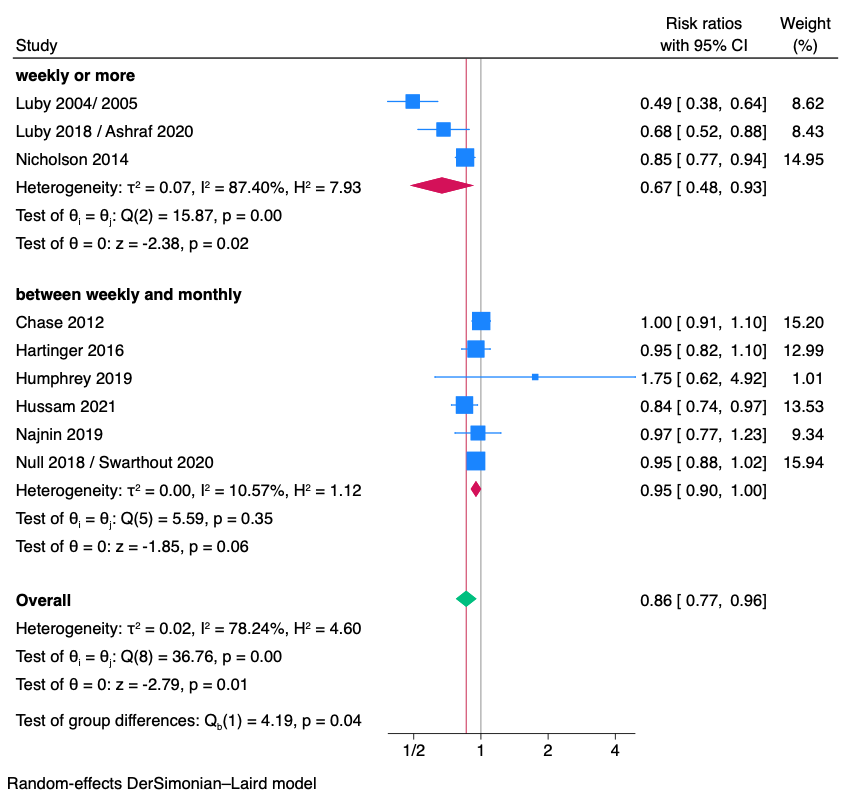 Risk ratios Weight
Study with 95% CI (%)
weekly or more
Luby 2004/ 2005 0.49 [ 0.38, 0.64] 8.62
Luby 2018 / Ashraf 2020 0.68 [ 0.52, 0.88] 8.43
Nicholson 2014 0.85 [ 0.77, 0.94] 14.95
Heterogeneity: τ² = 0.07, I² = 87.40%, H² = 7.93 0.67 [ 0.48, 0.93]
Test of θᵢ = θⱼ: Q(2) = 15.87, p = 0.00
Test of θ = 0: z = -2.38, p = 0.02
between weekly and monthly
Chase 2012 1.00 [ 0.91, 1.10] 15.20
Hartinger 2016 0.95 [ 0.82, 1.10] 12.99
Humphrey 2019 1.75 [ 0.62, 4.92] 1.01
Hussam 2021 0.84 [ 0.74, 0.97] 13.53
Najnin 2019 0.97 [ 0.77, 1.23] 9.34
Null 2018 / Swarthout 2020 0.95 [ 0.88, 1.02] 15.94
Heterogeneity: τ² = 0.00, I² = 10.57%, H² = 1.12 0.95 [ 0.90, 1.00]
Test of θᵢ = θⱼ: Q(5) = 5.59, p = 0.35
Test of θ = 0: z = -1.85, p = 0.06
Overall 0.86 [ 0.77, 0.96]
Heterogeneity: τ² = 0.02, I² = 78.24%, H² = 4.60
Test of θᵢ = θⱼ: Q(8) = 36.76, p = 0.00
Test of θ = 0: z = -2.79, p = 0.01
Test of group differences: Q_b(1) = 4.19, p = 0.04
1/2 1 2 4
Random-effects DerSimonian–Laird model